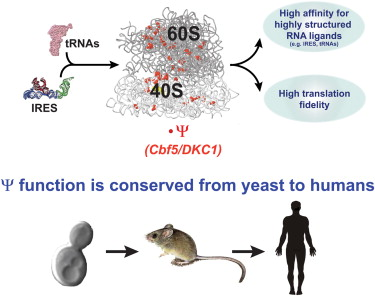 tRNAs
IRES
60S
40S
• Ψ
(Cbf5/DKC1)
High affinity for
highly structured
RNA ligands
(e.g. IRES, tRNAs)
High translation
fidelity
Ψ function is conserved from yeast to humans